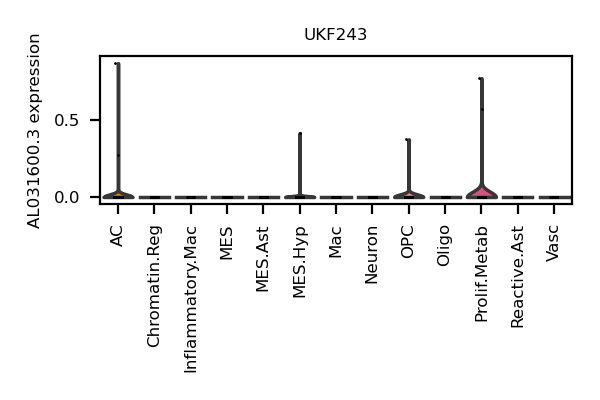 UKF243
AL031600.3 expression
0.5
0.0
AC
Chromatin.Reg
Inflammatory.Mac
MES
MES.Ast
MES.Hyp
Mac
Neuron
OPC
Oligo
Prolif.Metab
Reactive.Ast
Vasc